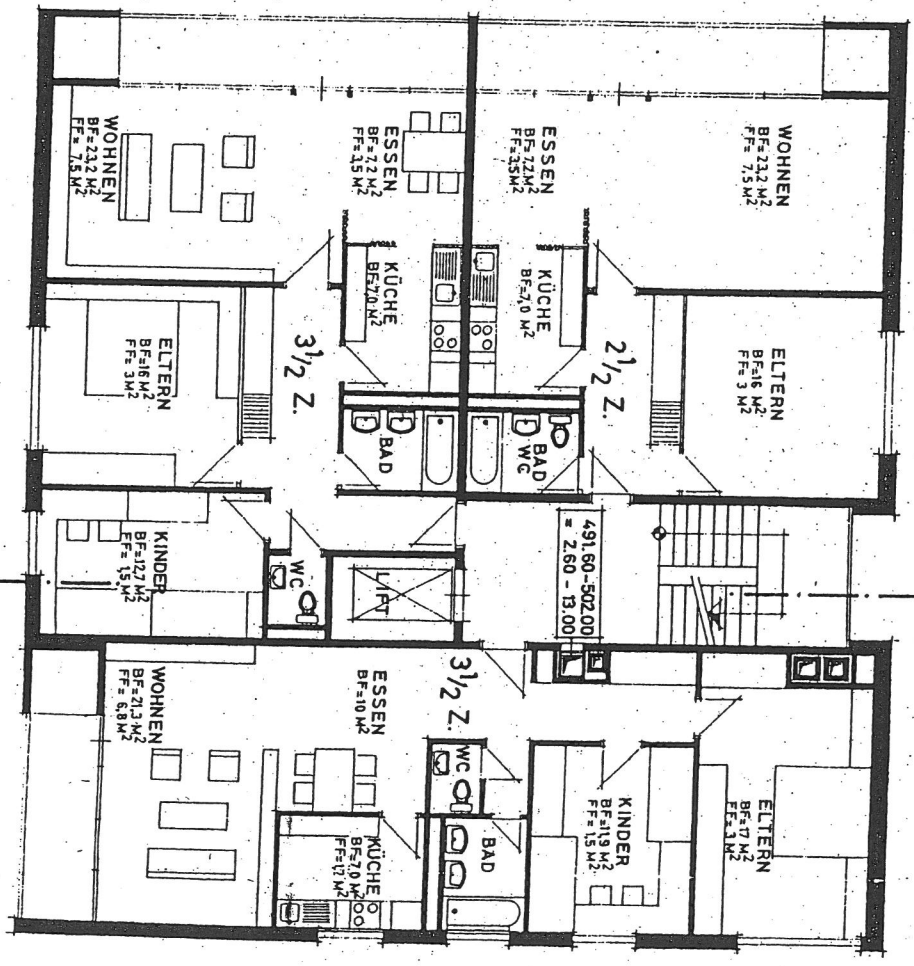 WOHNEN
BF=23,2 M²
FF= 7,5 M²
ESSEN
BF=7,2 M²
FF=3,5 M²
KÜCHE
BF=7,0 M²
ELTERN
BF=16 M²
FF= 3 M²
3½ Z.
BAD
KINDER
BF=12,7 M²
FF= 1,5 M²
WC
LIFT
WOHNEN
BF=23,2 M²
FF= 7,5 M²
ESSEN
BF=7,2 M²
FF=3,5 M²
KÜCHE
BF=7,0 M²
ELTERN
BF=16 M²
FF= 3 M²
2½ Z.
BAD
WC
491.60-502.00
= 2.60-13.00
WOHNEN
BF=21,3 M²
FF= 6,8 M²
ESSEN
BF=10 M²
3½ Z.
WC
KÜCHE
BF=7,0 M²
FF=1,7 M²
BAD
KINDER
BF=11,9 M²
FF= 1,5 M²
ELTERN
BF=17 M²
FF= 3 M²